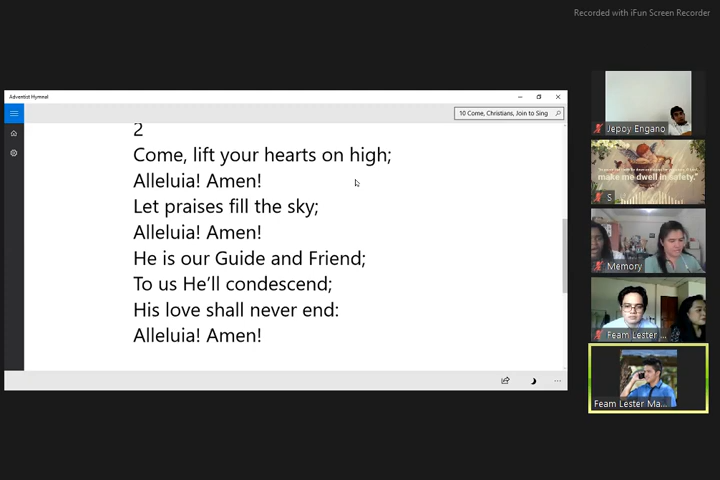 Recorded with iFun Screen Recorder
Adventist Hymnal
10 Come, Christians, Join to Sing
2
Come, lift your hearts on high;
Alleluia! Amen!
Let praises fill the sky;
Alleluia! Amen!
He is our Guide and Friend;
To us He’ll condescend;
His love shall never end:
Alleluia! Amen!
Jepoy Engano
make me dwell in safety."
S
Memory
Feam Lester ...
Feam Lester Ma...